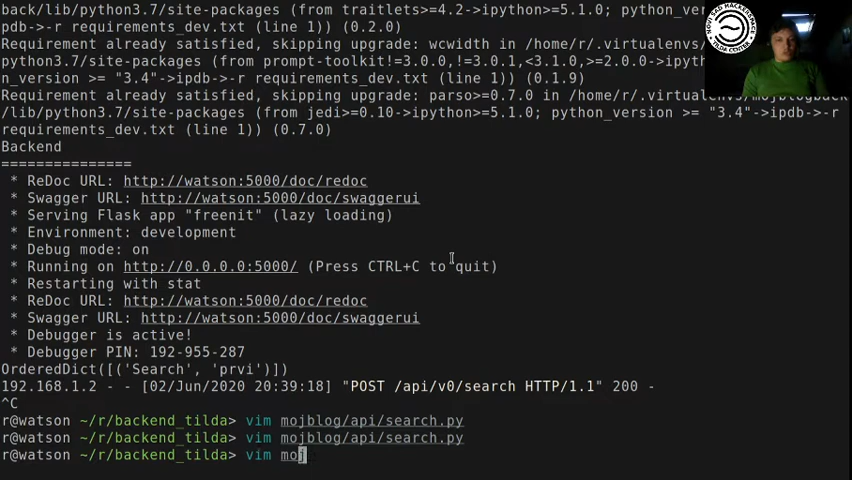 back/lib/python3.7/site-packages (from traitlets>=4.2->ipython>=5.1.0; python_ver
pdb->-r requirements_dev.txt (line 1)) (0.2.0)
Requirement already satisfied, skipping upgrade: wcwidth in /home/r/.virtualenvs/
python3.7/site-packages (from prompt-toolkit!=3.0.0,!=3.0.1,<3.1.0,>=2.0.0->ipyth
n_version >= "3.4"->ipdb->-r requirements_dev.txt (line 1)) (0.1.9)
Requirement already satisfied, skipping upgrade: parso>=0.7.0 in /home/r/.virtualenvs/mojblogback
/lib/python3.7/site-packages (from jedi>=0.10->ipython>=5.1.0; python_version >= "3.4"->ipdb->-r
requirements_dev.txt (line 1)) (0.7.0)
Backend
===============
* ReDoc URL: http://watson:5000/doc/redoc
* Swagger URL: http://watson:5000/doc/swaggerui
* Serving Flask app "freenit" (lazy loading)
* Environment: development
* Debug mode: on
* Running on http://0.0.0.0:5000/ (Press CTRL+C to quit)
* Restarting with stat
* ReDoc URL: http://watson:5000/doc/redoc
* Swagger URL: http://watson:5000/doc/swaggerui
* Debugger is active!
* Debugger PIN: 192-955-287
OrderedDict([('Search', 'prvi')])
192.168.1.2 - - [02/Jun/2020 20:39:18] "POST /api/v0/search HTTP/1.1" 200 -
^C
r@watson ~/r/backend_tilda> vim mojblog/api/search.py
r@watson ~/r/backend_tilda> vim mojblog/api/search.py
r@watson ~/r/backend_tilda> vim moj
NOVI SAD HACKERSPACE
TILDA CENTER